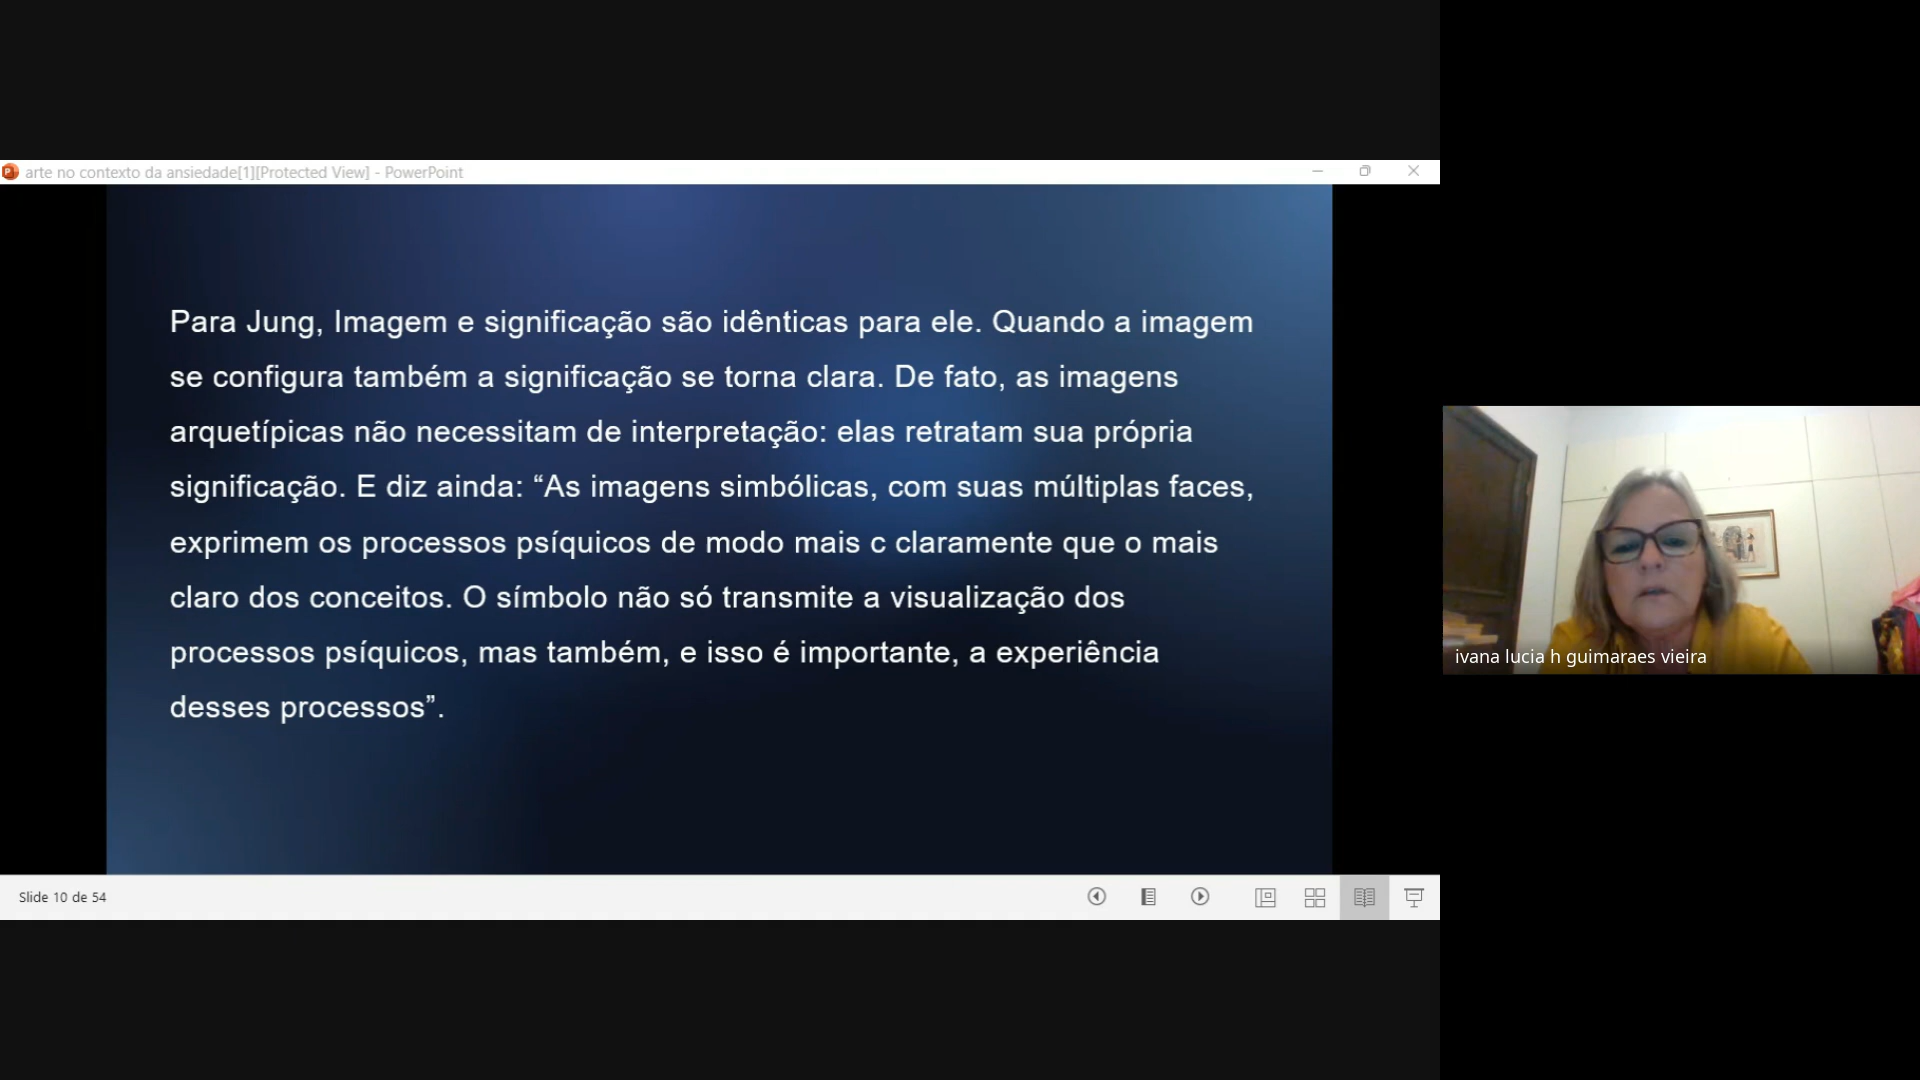 arte no contexto da ansiedade[1][Protected View] - PowerPoint
Para Jung, Imagem e significação são idênticas para ele. Quando a imagem
se configura também a significação se torna clara. De fato, as imagens
arquetípicas não necessitam de interpretação: elas retratam sua própria
significação. E diz ainda: “As imagens simbólicas, com suas múltiplas faces,
exprimem os processos psíquicos de modo mais c claramente que o mais
claro dos conceitos. O símbolo não só transmite a visualização dos
processos psíquicos, mas também, e isso é importante, a experiência
desses processos”.
ivana lucia h guimaraes vieira
Slide 10 de 54